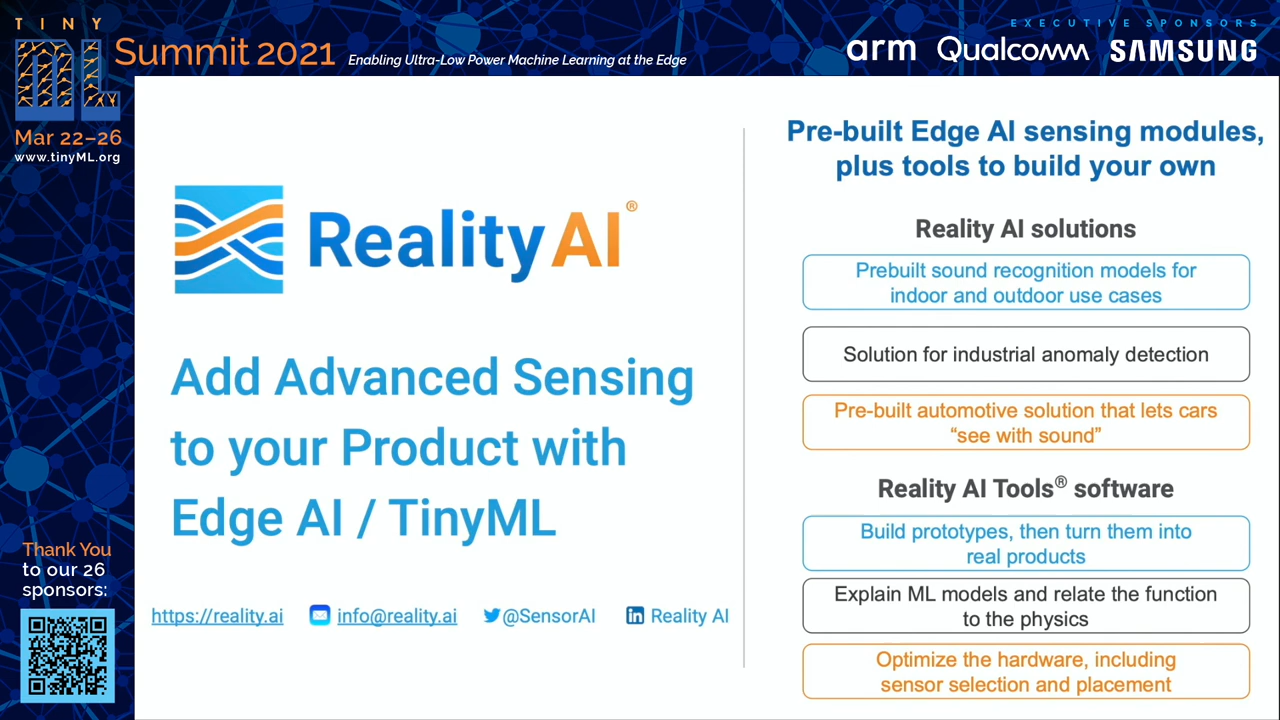 TINY
ML
Summit 2021
Enabling Ultra-Low Power Machine Learning at the Edge
Mar 22–26
www.tinyML.org
EXECUTIVE SPONSORS
arm Qualcomm SAMSUNG
Reality AI®
Add Advanced Sensing
to your Product with
Edge AI / TinyML
https://reality.ai info@reality.ai @SensorAI in Reality AI
Pre-built Edge AI sensing modules,
plus tools to build your own
Reality AI solutions
Prebuilt sound recognition models for
indoor and outdoor use cases
Solution for industrial anomaly detection
Pre-built automotive solution that lets cars
“see with sound”
Reality AI Tools® software
Build prototypes, then turn them into
real products
Explain ML models and relate the function
to the physics
Optimize the hardware, including
sensor selection and placement
Thank You
to our 26
sponsors: